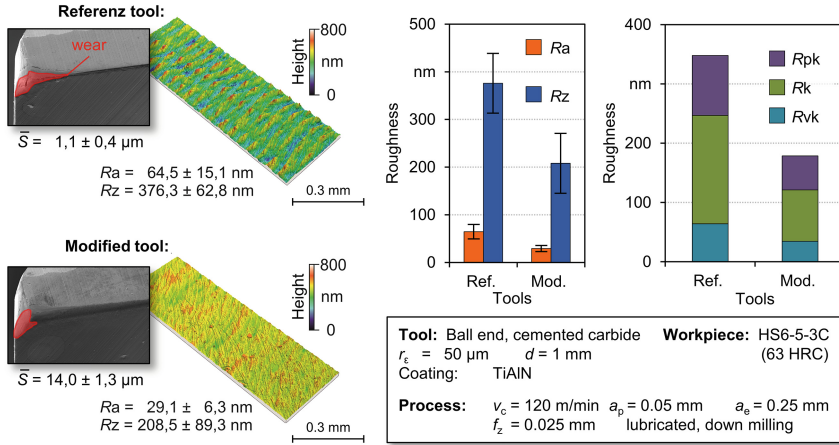 Referenz tool:
wear
S̅ = 1,1 ± 0,4 µm
Ra = 64,5 ± 15,1 nm
Rz = 376,3 ± 62,8 nm
Height
800
nm
0
0.3 mm
Modified tool:
S̅ = 14,0 ± 1,3 µm
Ra = 29,1 ± 6,3 nm
Rz = 208,5 ± 89,3 nm
Height
800
nm
0
0.3 mm
Roughness
500
nm
300
200
100
0
Ra
Rz
Ref. Mod.
Tools
Roughness
400
nm
200
100
0
Rpk
Rk
Rvk
Ref. Mod.
Tools
Tool: Ball end, cemented carbide Workpiece: HS6-5-3C
rε = 50 µm d = 1 mm (63 HRC)
Coating: TiAlN
Process: vc = 120 m/min ap = 0.05 mm ae = 0.25 mm
fz = 0.025 mm lubricated, down milling